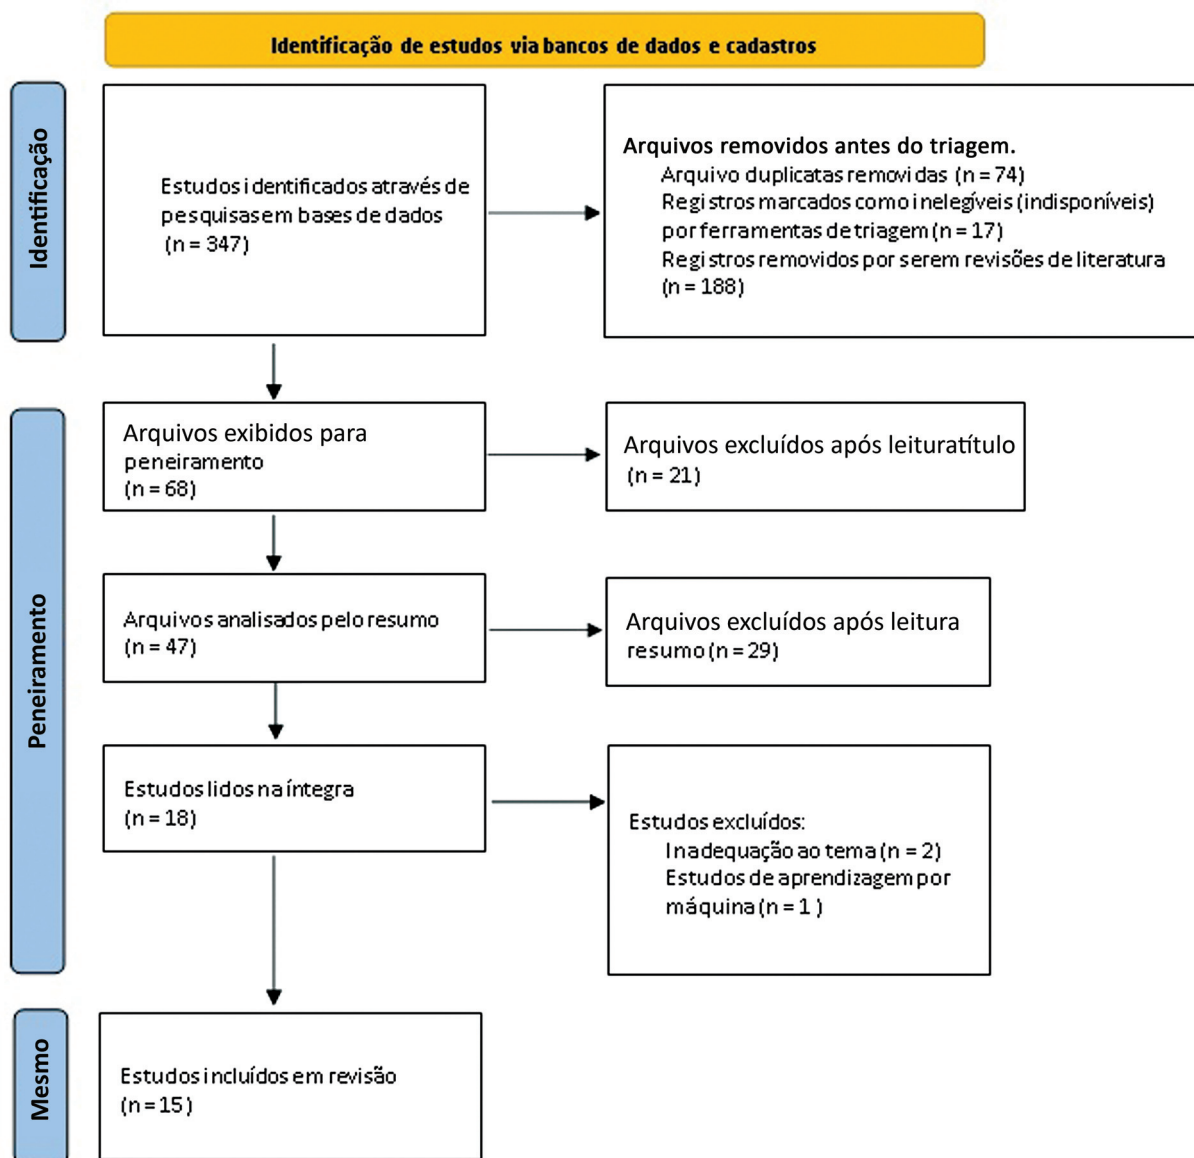 Identificação de estudos via bancos de dados e cadastros
Identificação
Estudos identificados através de
pesquisas em bases de dados
(n = 347)
Arquivos removidos antes do triagem.
Arquivo duplicatas removidas (n = 74)
Registros marcados como inelegíveis (indisponíveis)
por ferramentas de triagem (n = 17)
Registros removidos por serem revisões de literatura
(n = 188)
Peneiramento
Arquivos exibidos para
peneiramento
(n = 68)
Arquivos excluídos após leituratítulo
(n = 21)
Arquivos analisados pelo resumo
(n = 47)
Arquivos excluídos após leitura
resumo (n = 29)
Estudos lidos na íntegra
(n = 18)
Estudos excluídos:
Inadequação ao tema (n = 2)
Estudos de aprendizagem por
máquina (n = 1 )
Mesmo
Estudos incluídos em revisão
(n = 15)